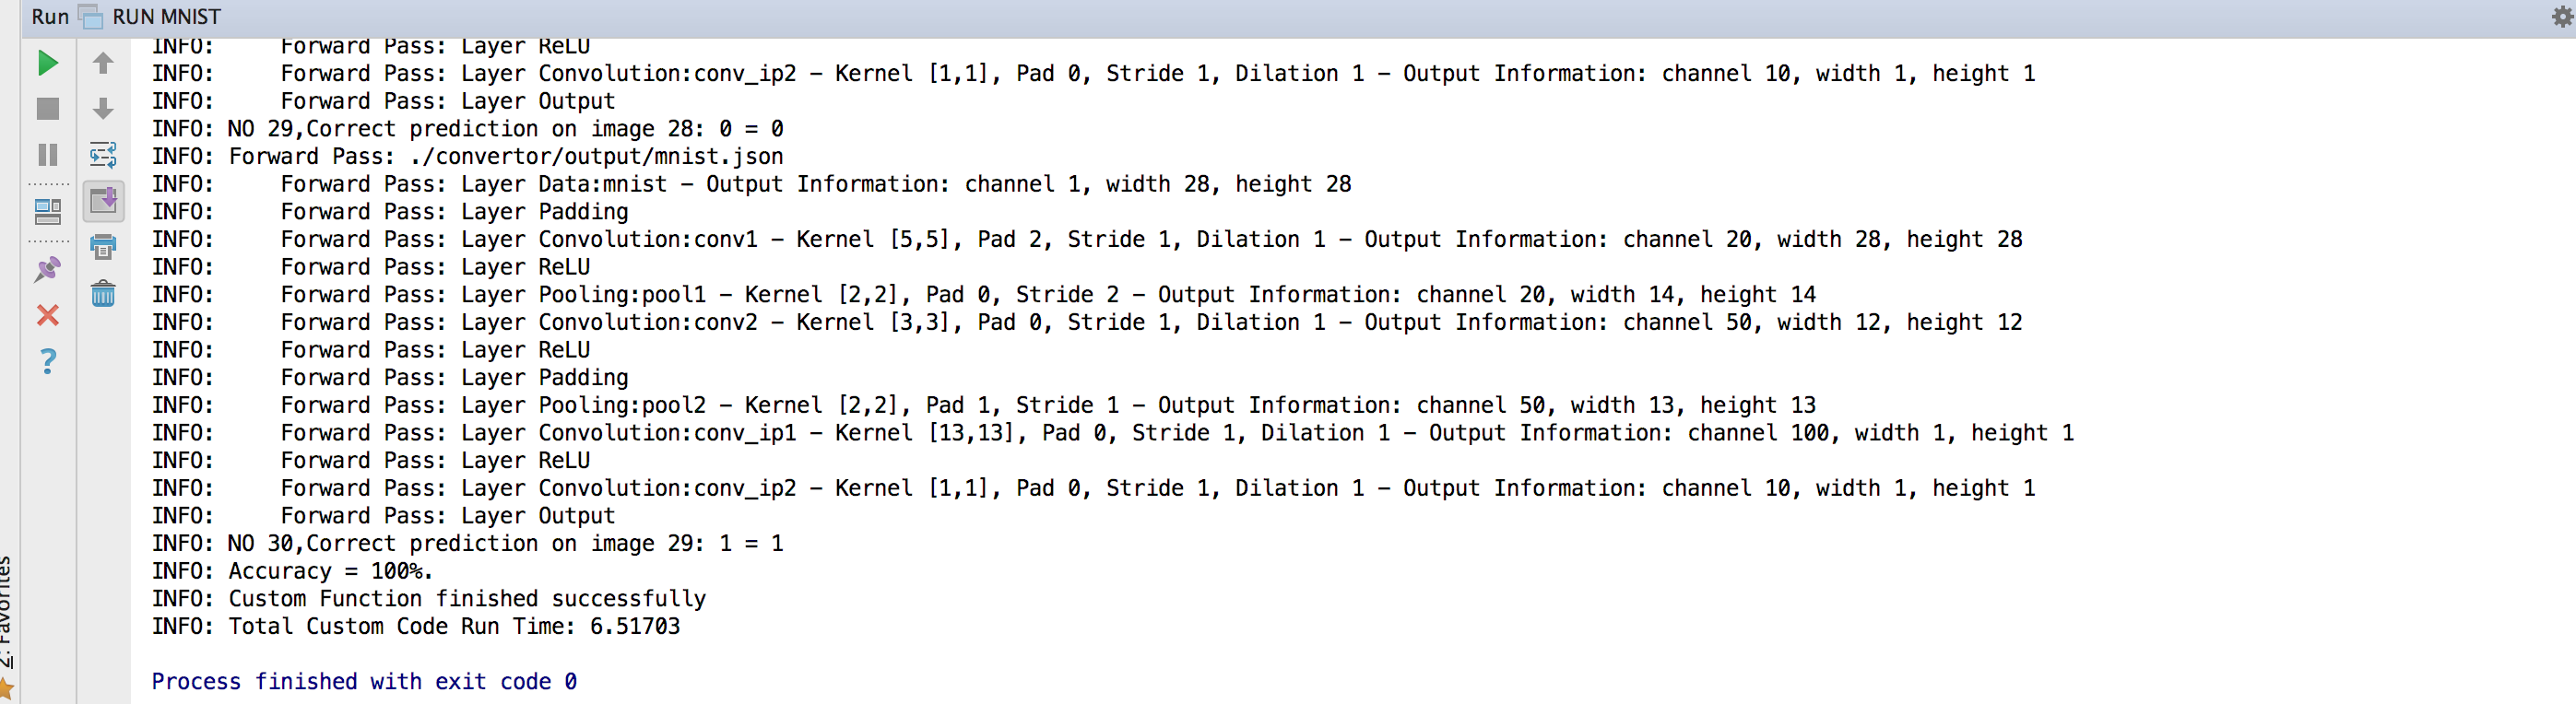 Run RUN MNIST
INFO:     Forward Pass: Layer ReLU
INFO:     Forward Pass: Layer Convolution:conv_ip2 – Kernel [1,1], Pad 0, Stride 1, Dilation 1 – Output Information: channel 10, width 1, height 1
INFO:     Forward Pass: Layer Output
INFO: NO 29,Correct prediction on image 28: 0 = 0
INFO: Forward Pass: ./convertor/output/mnist.json
INFO:     Forward Pass: Layer Data:mnist – Output Information: channel 1, width 28, height 28
INFO:     Forward Pass: Layer Padding
INFO:     Forward Pass: Layer Convolution:conv1 – Kernel [5,5], Pad 2, Stride 1, Dilation 1 – Output Information: channel 20, width 28, height 28
INFO:     Forward Pass: Layer ReLU
INFO:     Forward Pass: Layer Pooling:pool1 – Kernel [2,2], Pad 0, Stride 2 – Output Information: channel 20, width 14, height 14
INFO:     Forward Pass: Layer Convolution:conv2 – Kernel [3,3], Pad 0, Stride 1, Dilation 1 – Output Information: channel 50, width 12, height 12
INFO:     Forward Pass: Layer ReLU
INFO:     Forward Pass: Layer Padding
INFO:     Forward Pass: Layer Pooling:pool2 – Kernel [2,2], Pad 1, Stride 1 – Output Information: channel 50, width 13, height 13
INFO:     Forward Pass: Layer Convolution:conv_ip1 – Kernel [13,13], Pad 0, Stride 1, Dilation 1 – Output Information: channel 100, width 1, height 1
INFO:     Forward Pass: Layer ReLU
INFO:     Forward Pass: Layer Convolution:conv_ip2 – Kernel [1,1], Pad 0, Stride 1, Dilation 1 – Output Information: channel 10, width 1, height 1
INFO:     Forward Pass: Layer Output
INFO: NO 30,Correct prediction on image 29: 1 = 1
INFO: Accuracy = 100%.
INFO: Custom Function finished successfully
INFO: Total Custom Code Run Time: 6.51703
Process finished with exit code 0
2: Favorites